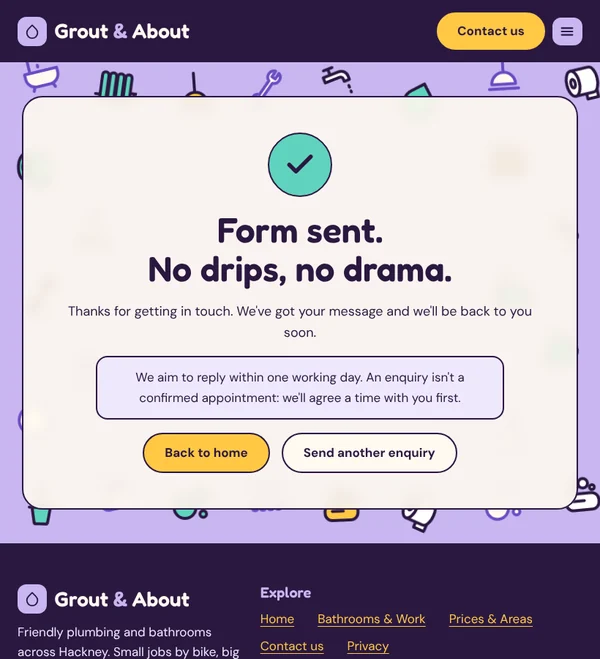 Grout & About
Contact us
Form sent.
No drips, no drama.
Thanks for getting in touch. We've got your message and we'll be back to you
soon.
We aim to reply within one working day. An enquiry isn't a
confirmed appointment: we'll agree a time with you first.
Back to home
Send another enquiry
Grout & About
Friendly plumbing and bathrooms
across Hackney. Small jobs by bike, big
Explore
Home
Bathrooms & Work
Prices & Areas
Contact us
Privacy